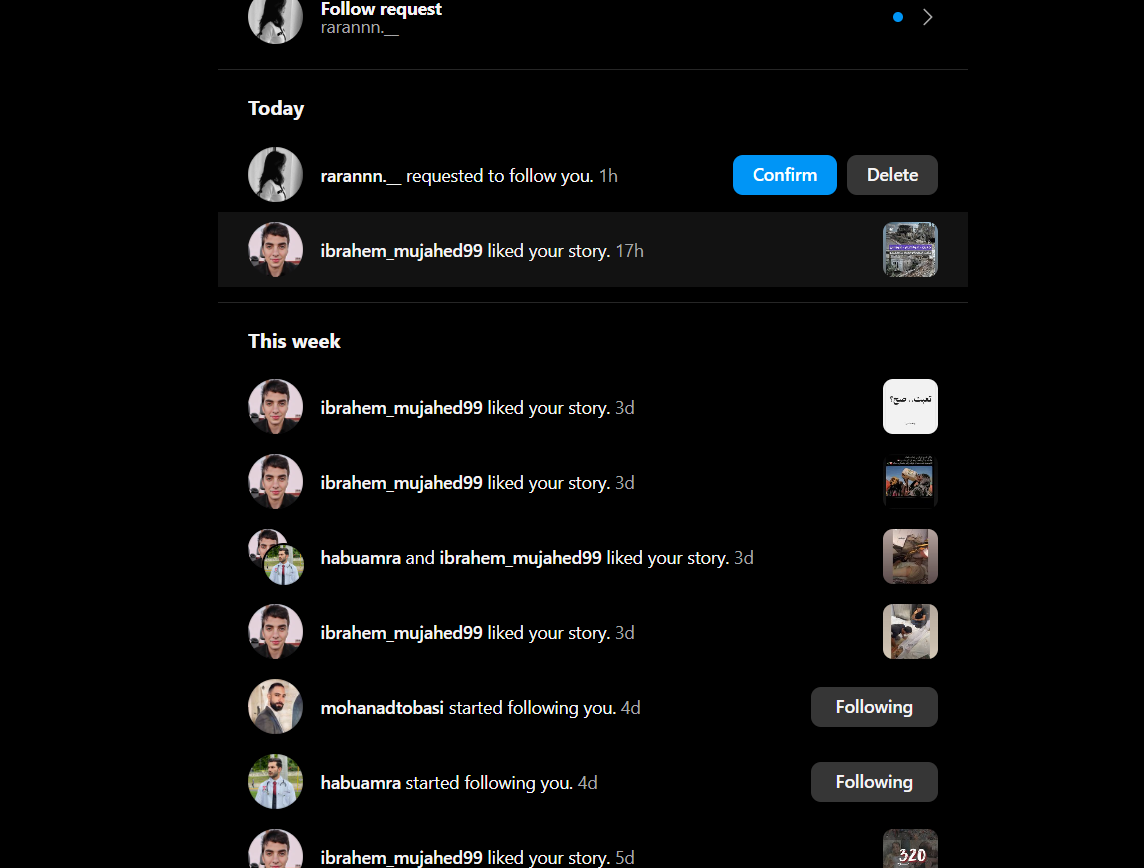 Follow request
rarannn.__
Today
rarannn.__ requested to follow you. 1h
Confirm
Delete
ibrahem_mujahed99 liked your story. 17h
This week
ibrahem_mujahed99 liked your story. 3d
تعبت.. صح؟
ibrahem_mujahed99 liked your story. 3d
habuamra and ibrahem_mujahed99 liked your story. 3d
ibrahem_mujahed99 liked your story. 3d
mohanadtobasi started following you. 4d
Following
habuamra started following you. 4d
Following
ibrahem_mujahed99 liked your story. 5d
320